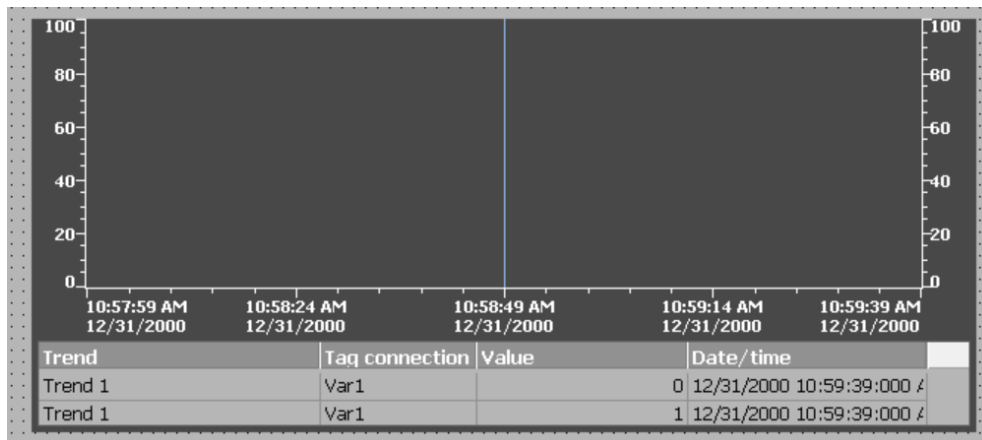 100 100
80 80
60 60
40 40
20 20
0 0
10:57:59 AM 10:58:24 AM 10:58:49 AM 10:59:14 AM 10:59:39 AM
12/31/2000 12/31/2000 12/31/2000 12/31/2000 12/31/2000
Trend Tag connection Value Date/time
Trend 1 Var1 0 12/31/2000 10:59:39:000
Trend 1 Var1 1 12/31/2000 10:59:39:000